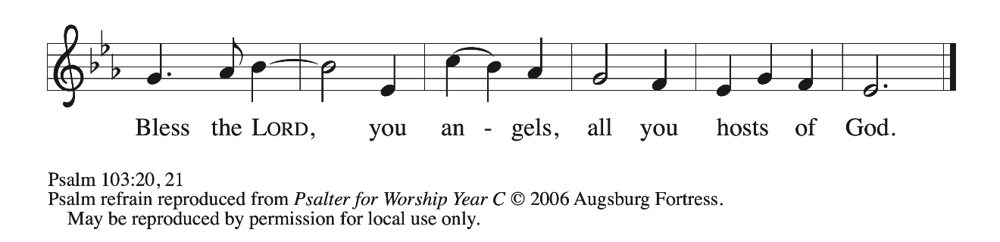 Bless the LORD, you an - gels, all you hosts of God.
Psalm 103:20, 21
Psalm refrain reproduced from Psalter for Worship Year C © 2006 Augsburg Fortress.
May be reproduced by permission for local use only.